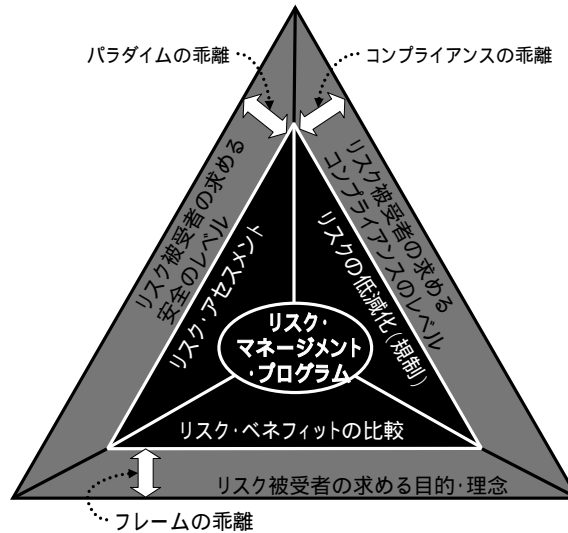 パラダイムの乖離
コンプライアンスの乖離
リスク被受者の求める
安全のレベル
リスク被受者の求める
コンプライアンスのレベル
リスク・アセスメント
リスクの低減化(規制)
リスク・
マネージメント
・プログラム
リスク・ベネフィットの比較
リスク被受者の求める目的・理念
フレームの乖離